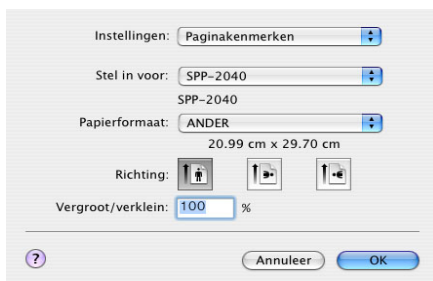 Instellingen: Paginakenmerken
Stel in voor: SPP-2040
SPP-2040
Papierformaat: ANDER
20.99 cm x 29.70 cm
Richting:
Vergroot/verklein: 100 %
? Annuleer OK